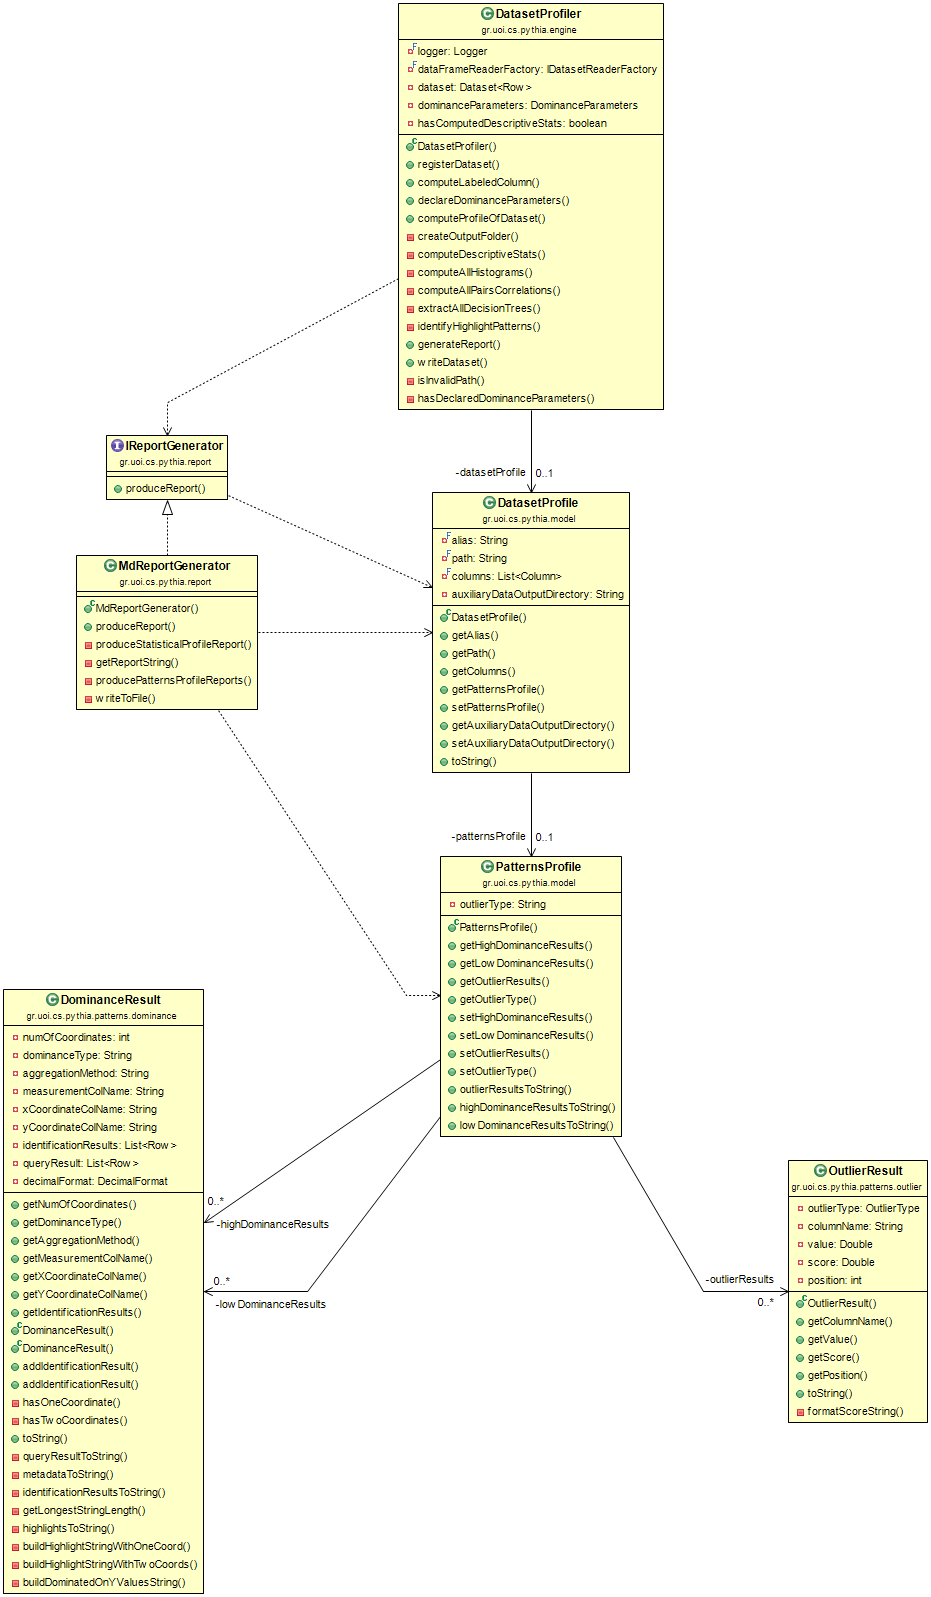 DatasetProfiler
gr.uoi.cs.pythia.engine
logger: Logger
dataFrameReaderFactory: IDatasetReaderFactory
dataset: Dataset<Row>
dominanceParameters: DominanceParameters
hasComputedDescriptiveStats: boolean
DatasetProfiler()
registerDataset()
computeLabeledColumn()
declareDominanceParameters()
computeProfileOfDataset()
createOutputFolder()
computeDescriptiveStats()
computeAllHistograms()
computeAllPairsCorrelations()
extractAllDecisionTrees()
identifyHighlightPatterns()
generateReport()
writeDataset()
isInvalidPath()
hasDeclaredDominanceParameters()
IReportGenerator
gr.uoi.cs.pythia.report
produceReport()
-datasetProfile 0..1
DatasetProfile
gr.uoi.cs.pythia.model
alias: String
path: String
columns: List<Column>
auxiliaryDataOutputDirectory: String
DatasetProfile()
getAlias()
getPath()
getColumns()
getPatternsProfile()
setPatternsProfile()
getAuxiliaryDataOutputDirectory()
setAuxiliaryDataOutputDirectory()
toString()
MdReportGenerator
gr.uoi.cs.pythia.report
MdReportGenerator()
produceReport()
produceStatisticalProfileReport()
getReportString()
producePatternsProfileReports()
writeToFile()
-patternsProfile 0..1
PatternsProfile
gr.uoi.cs.pythia.model
outlierType: String
PatternsProfile()
getHighDominanceResults()
getLowDominanceResults()
getOutlierResults()
getOutlierType()
setHighDominanceResults()
setLowDominanceResults()
setOutlierResults()
setOutlierType()
outlierResultsToString()
highDominanceResultsToString()
lowDominanceResultsToString()
DominanceResult
gr.uoi.cs.pythia.patterns.dominance
numOfCoordinates: int
dominanceType: String
aggregationMethod: String
measurementColName: String
xCoordinateColName: String
yCoordinateColName: String
identificationResults: List<Row>
queryResult: List<Row>
decimalFormat: DecimalFormat
getNumOfCoordinates()
getDominanceType()
getAggregationMethod()
getMeasurementColName()
getXCoordinateColName()
getYCoordinateColName()
getIdentificationResults()
DominanceResult()
DominanceResult()
addIdentificationResult()
addIdentificationResult()
hasOneCoordinate()
hasTwoCoordinates()
toString()
queryResultToString()
metadataToString()
identificationResultsToString()
getLongestStringLength()
highlightsToString()
buildHighlightStringWithOneCoord()
buildHighlightStringWithTwoCoords()
buildDominatedOnYValuesString()
0..*
-highDominanceResults
0..*
-lowDominanceResults
-outlierResults
0..*
OutlierResult
gr.uoi.cs.pythia.patterns.outlier
outlierType: OutlierType
columnName: String
value: Double
score: Double
position: int
OutlierResult()
getColumnName()
getValue()
getScore()
getPosition()
toString()
formatScoreString()